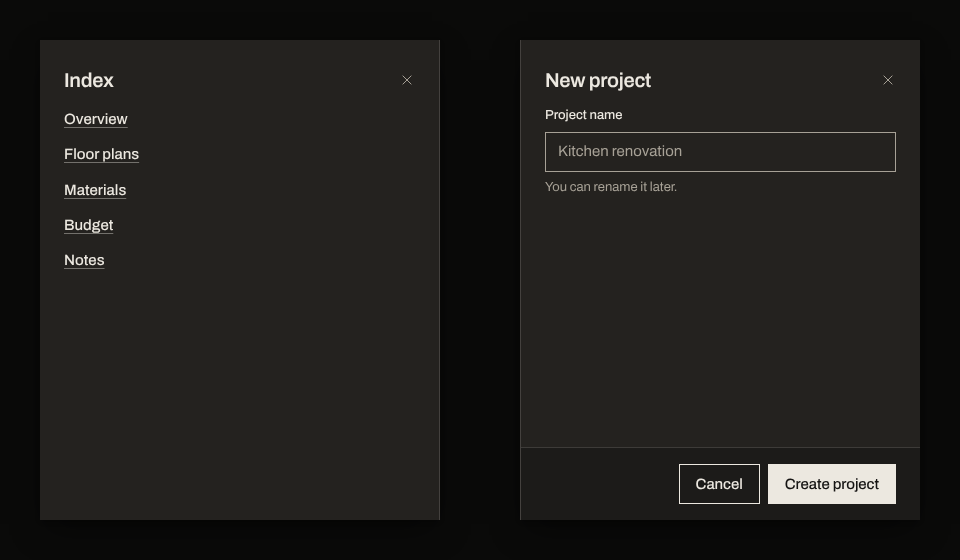 Index
Overview
Floor plans
Materials
Budget
Notes
New project
Project name
Kitchen renovation
You can rename it later.
Cancel
Create project